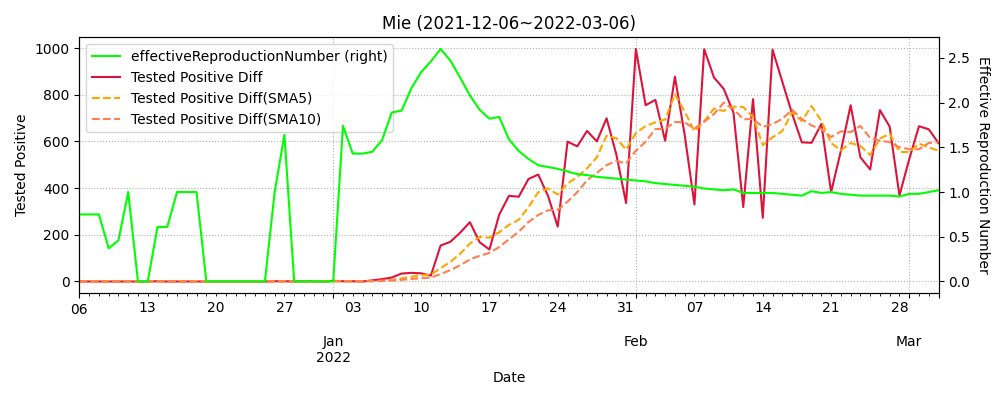 Mie (2021-12-06~2022-03-06)
effectiveReproductionNumber (right)
Tested Positive Diff
Tested Positive Diff(SMA5)
Tested Positive Diff(SMA10)
Tested Positive
1000
800
600
400
200
0
2.5
2.0
1.5
1.0
0.5
0.0
Effective Reproduction Number
06 13 20 27 03 10 17 24 31 07 14 21 28
Jan Feb Mar
2022
Date